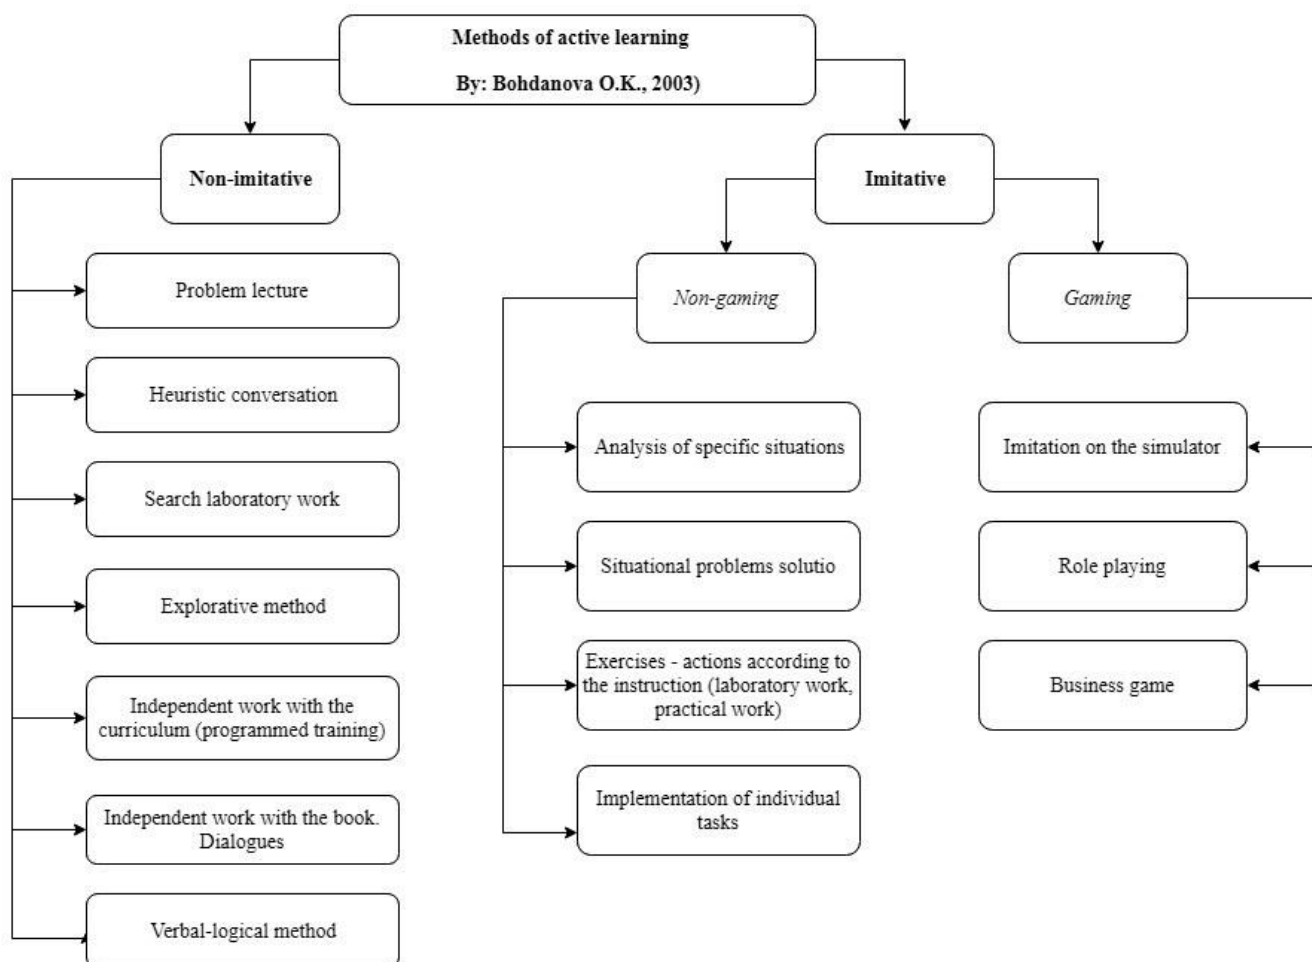 Methods of active learning
By: Bohdanova O.K., 2003)
Non-imitative
Imitative
Problem lecture
Heuristic conversation
Search laboratory work
Explorative method
Independent work with the
curriculum (programmed training)
Independent work with the book.
Dialogues
Verbal-logical method
Non-gaming
Gaming
Analysis of specific situations
Situational problems solutio
Exercises - actions according to
the instruction (laboratory work,
practical work)
Implementation of individual
tasks
Imitation on the simulator
Role playing
Business game